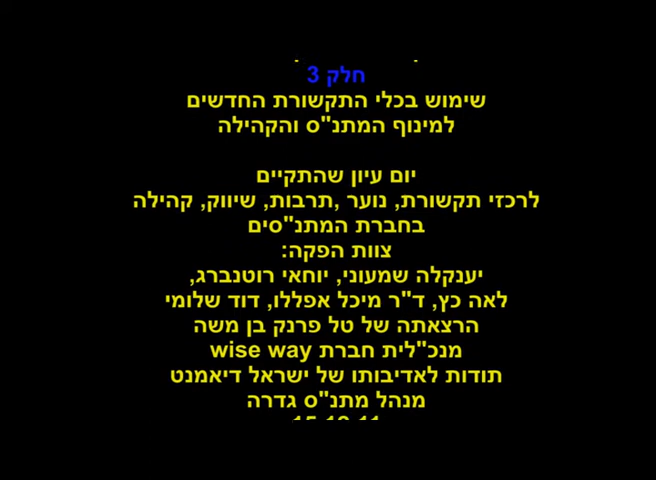 חלק 3
שימוש בכלי התקשורת החדשים
למינוף המתנ"ס והקהילה
יום עיון שהתקיים
לרכזי תקשורת, נוער ,תרבות, שיווק, קהילה
בחברת המתנ"סים
צוות הפקה:
יענקלה שמעוני, יוחאי רוטנברג,
לאה כץ, ד"ר מיכל אפללו, דוד שלומי
הרצאתה של טל פרנק בן משה
מנכ"לית חברת wise way
תודות לאדיבותו של ישראל דיאמנט
מנהל מתנ"ס גדרה